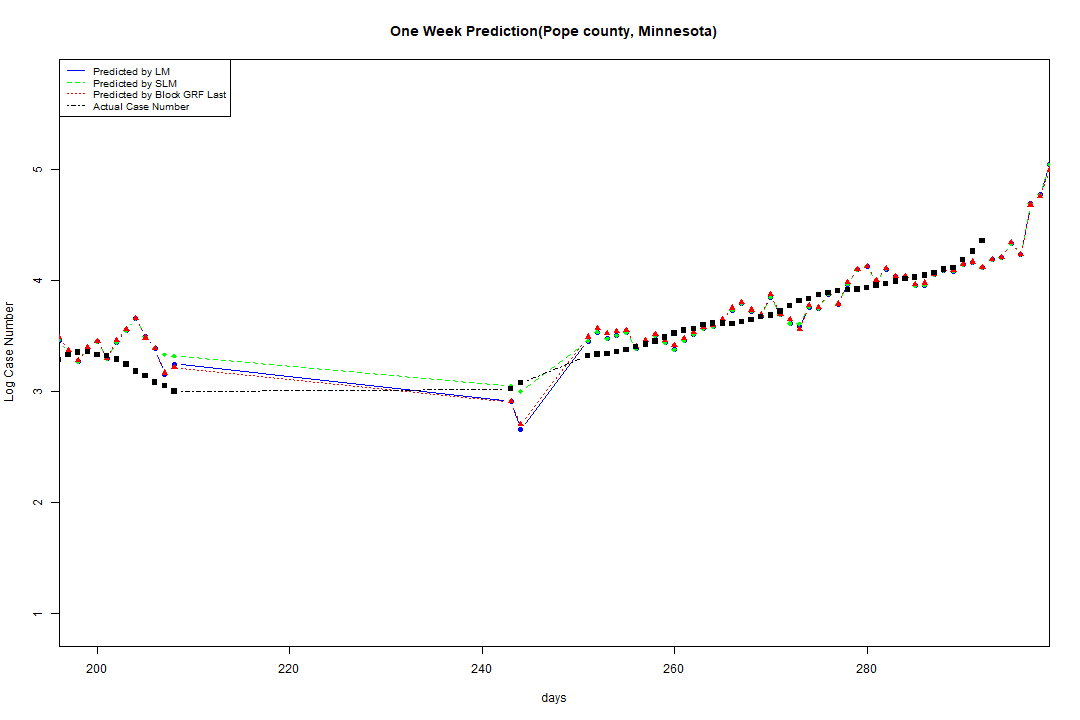 One Week Prediction(Pope county, Minnesota)
Predicted by LM
Predicted by SLM
Predicted by Block GRF Last
Actual Case Number
5
4
3
2
1
Log Case Number
200 220 240 260 280
days